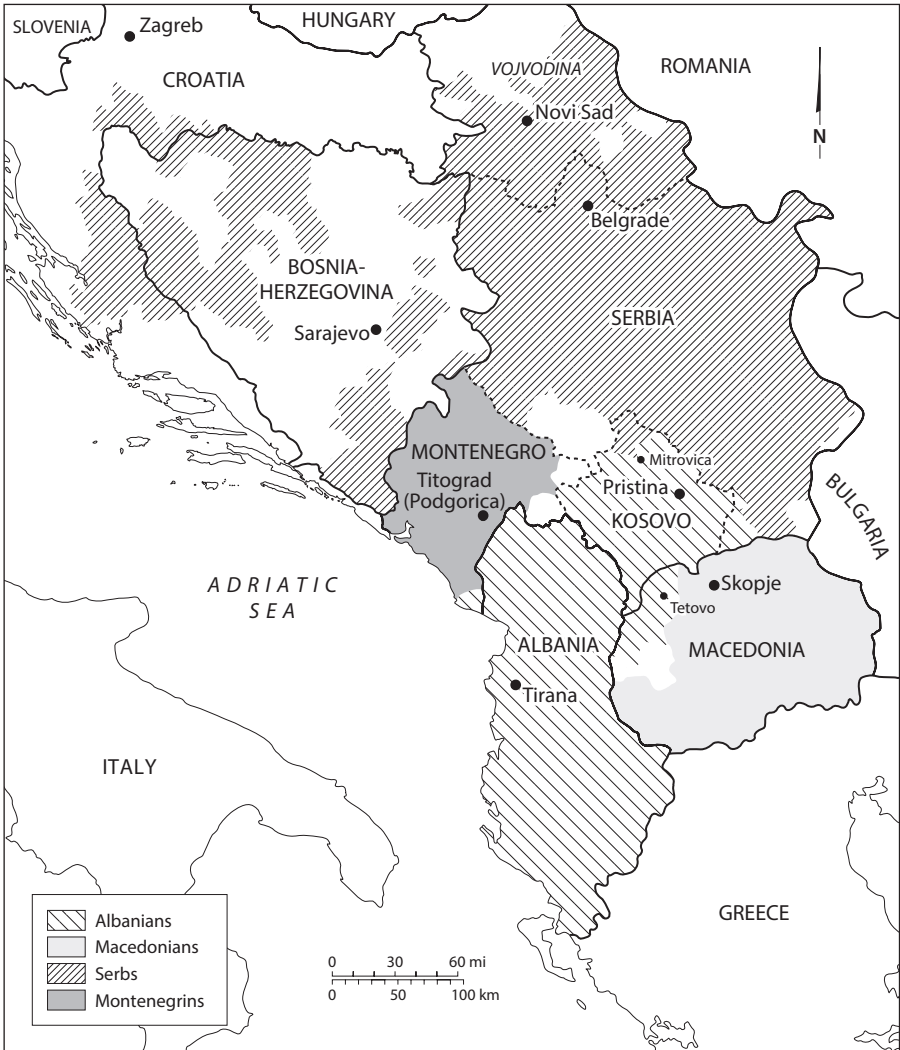 SLOVENIA
Zagreb
HUNGARY
CROATIA
VOJVODINA
ROMANIA
Novi Sad
N
Belgrade
BOSNIA-
HERZEGOVINA
Sarajevo
SERBIA
MONTENEGRO
Titograd
(Podgorica)
Mitrovica
Pristina
KOSOVO
BULGARIA
ADRIATIC
SEA
Skopje
Tetovo
ALBANIA
MACEDONIA
Tirana
ITALY
GREECE
Albanians
Macedonians
Serbs
Montenegrins
0 30 60 mi
0 50 100 km